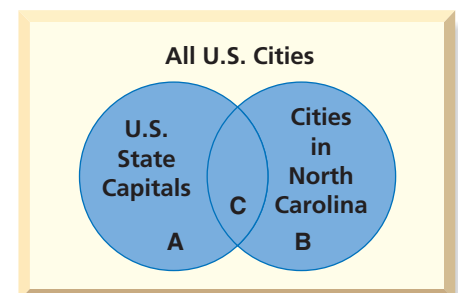 All U.S. Cities
U.S.
State
Capitals
A
C
Cities
in
North
Carolina
B